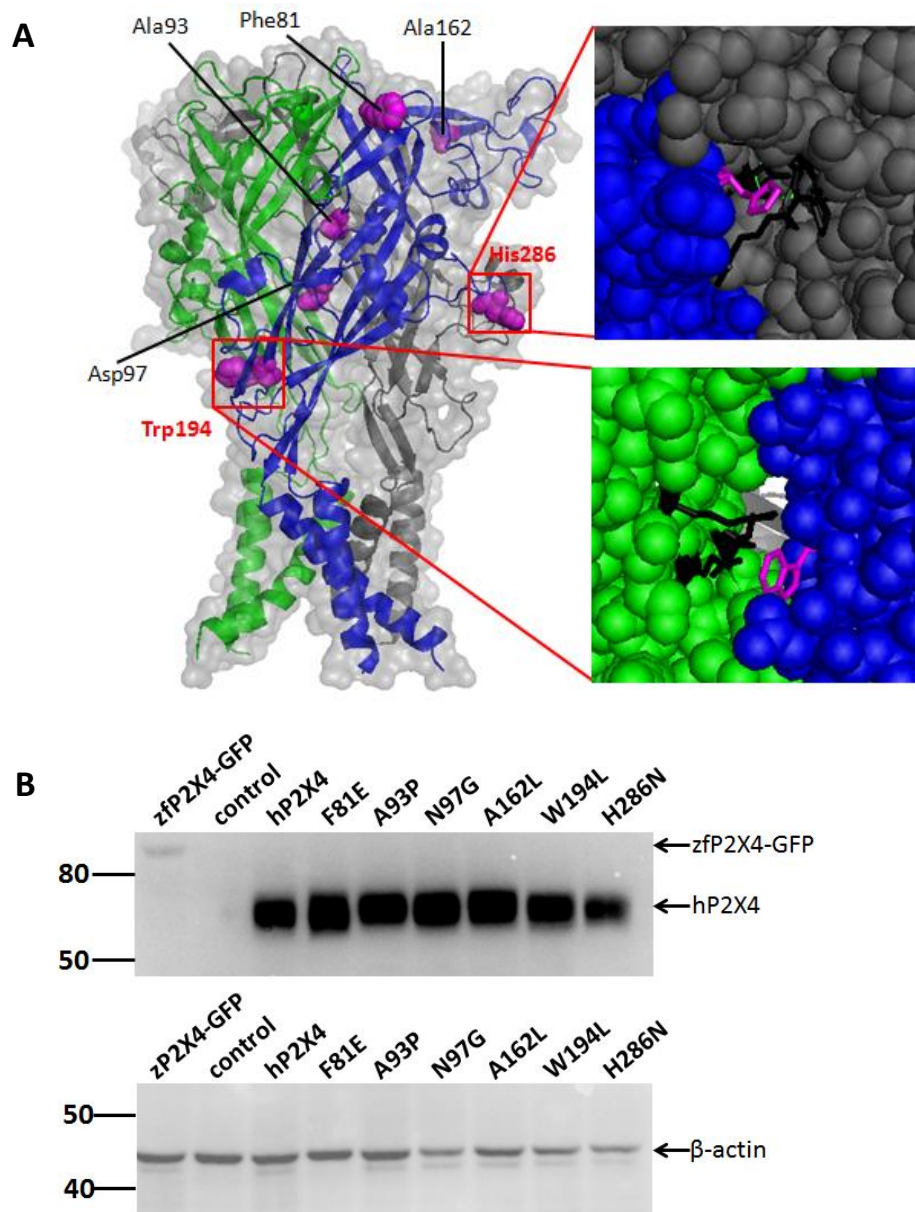 A
Ala93
Phe81
Ala162
His286
Asp97
Trp194
B
zfP2X4-GFP
control
hP2X4
F81E
A93P
N97G
A162L
W194L
H286N
80
50
zfP2X4-GFP
hP2X4
zP2X4-GFP
control
hP2X4
F81E
A93P
N97G
A162L
W194L
H286N
50
40
β-actin